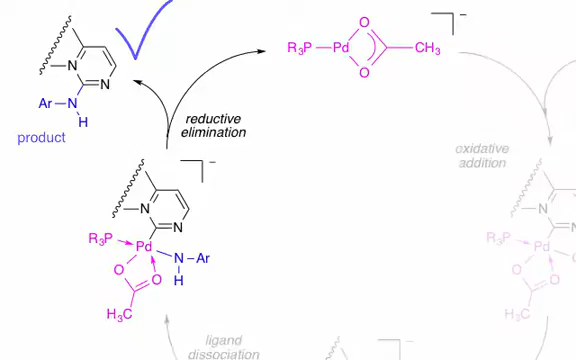 O
R3P
Pd
CH3
O
−
N
N
Ar
N
H
product
reductive
elimination
oxidative
addition
−
N
N
R3P
Pd
N
Ar
H
O
O
H3C
N
N
R3P
Pd
O
O
H3C
ligand
dissociation
−